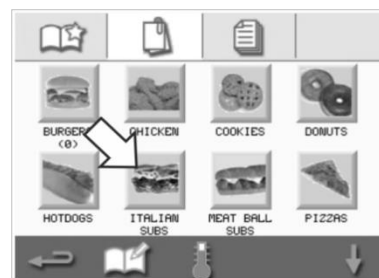 BURGERS CHICKEN COOKIES DONUTS
(0)
HOTDOGS ITALIAN MEAT BALL PIZZAS
SUBS SUBS